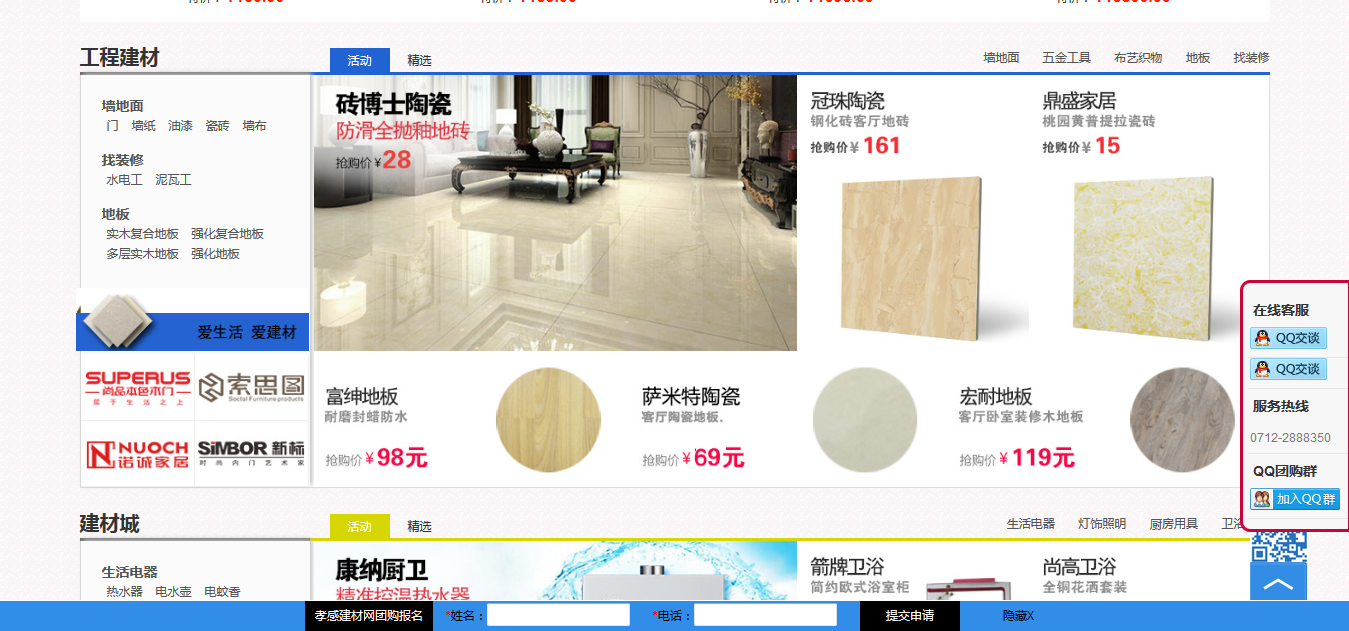 工程建材
活动 精选
墙地面 五金工具 布艺织物 地板 找装修
墙地面
门 墙纸 油漆 瓷砖 墙布
找装修
水电工 泥瓦工
地板
实木复合地板 强化复合地板
多层实木地板 强化地板
爱生活 爱建材
SUPERUS
尚品本色木门
居于生活之上
索思图
Soctal Furniture products
NUOCH
诺诚家居
SIMBOR 新标
时尚内门艺术家
砖博士陶瓷
防滑全抛釉地砖
抢购价¥28
冠珠陶瓷
钢化砖客厅地砖
抢购价¥ 161
鼎盛家居
桃园黄普提拉瓷砖
抢购价¥ 15
富绅地板
耐磨封蜡防水
抢购价¥98元
萨米特陶瓷
客厅陶瓷地板.
抢购价¥69元
宏耐地板
客厅卧室装修木地板
抢购价¥119元
在线客服
QQ交谈
QQ交谈
服务热线
0712-2888350
QQ团购群
加入QQ群
建材城
活动 精选
生活电器 灯饰照明 厨房用具 卫浴
生活电器
热水器 电水壶 电蚊香
康纳厨卫
精准控温热水器
箭牌卫浴
简约欧式浴室柜
尚高卫浴
全铜花洒套装
孝感建材网团购报名 *姓名： *电话： 提交申请 隐藏X